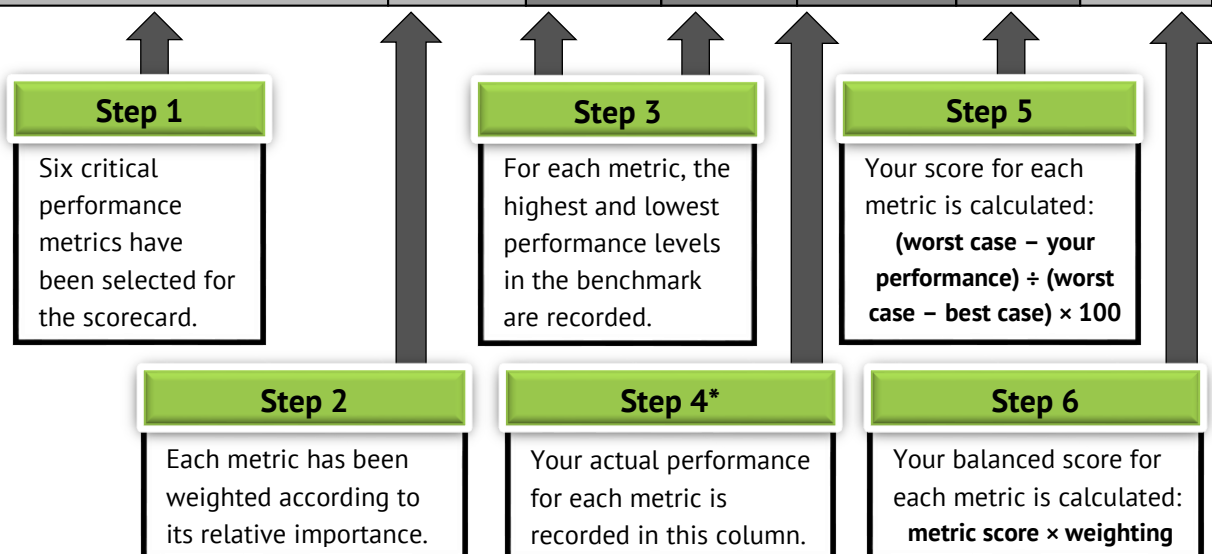 Step 1
Six critical
performance
metrics have
been selected for
the scorecard.
Step 2
Each metric has been
weighted according to
its relative importance.
Step 3
For each metric, the
highest and lowest
performance levels
in the benchmark
are recorded.
Step 4*
Your actual performance
for each metric is
recorded in this column.
Step 5
Your score for each
metric is calculated:
(worst case – your
performance) ÷ (worst
case – best case) × 100
Step 6
Your balanced score for
each metric is calculated:
metric score × weighting